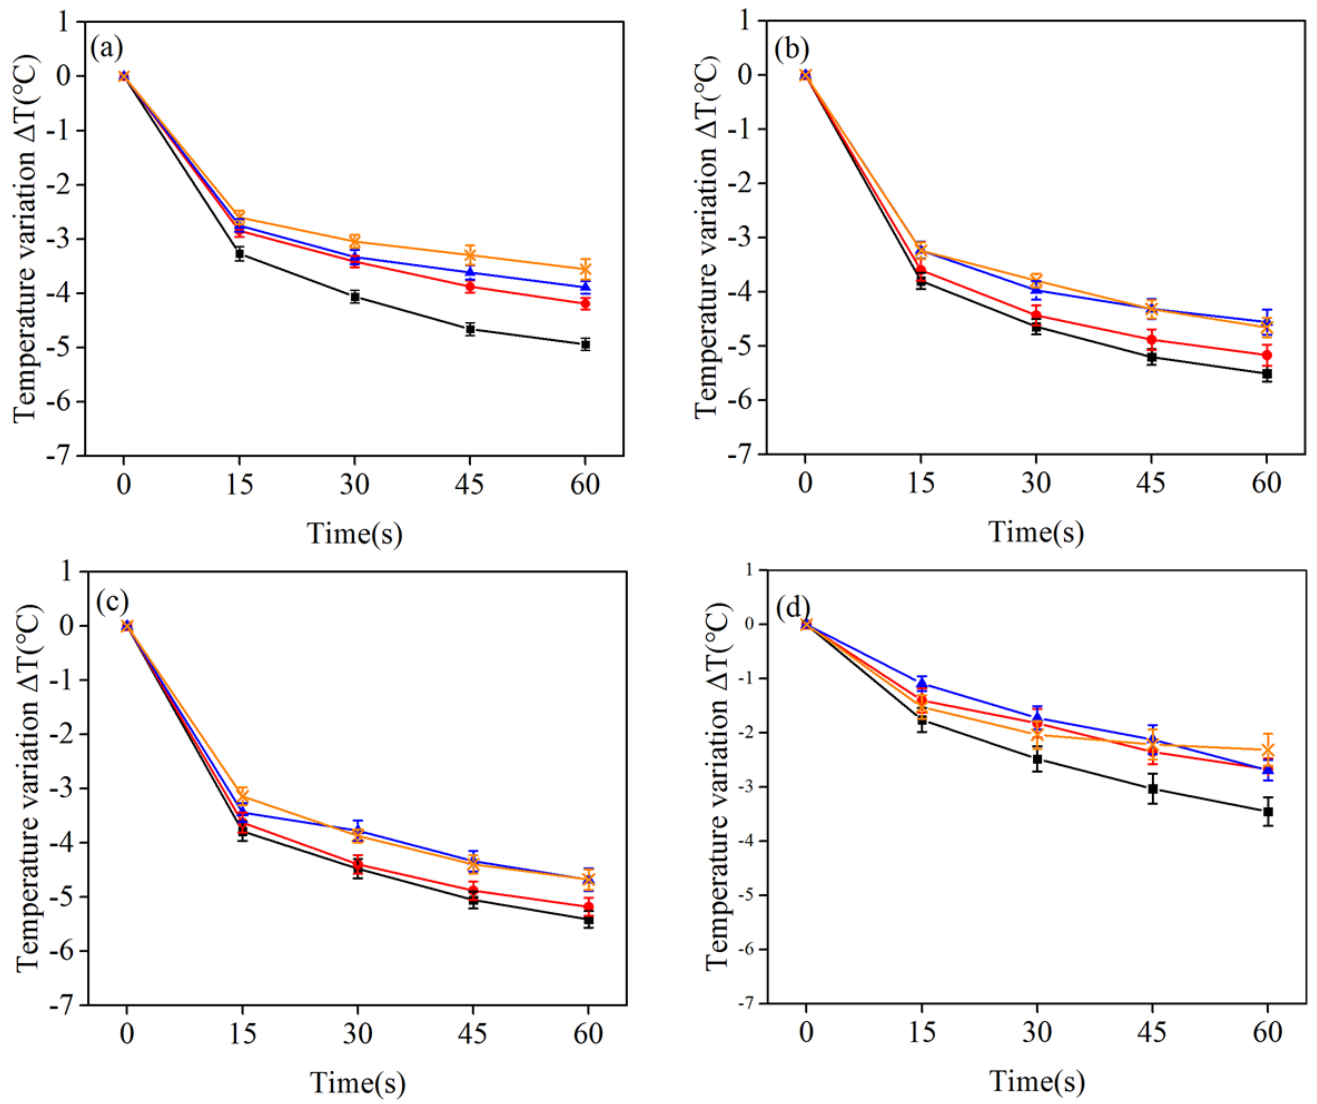 (a)
Temperature variation ΔT(℃)
1
0
-1
-2
-3
-4
-5
-6
-7
0 15 30 45 60
Time(s)
(b)
Temperature variation ΔT(℃)
1
0
-1
-2
-3
-4
-5
-6
-7
0 15 30 45 60
Time(s)
(c)
Temperature variation ΔT(℃)
1
0
-1
-2
-3
-4
-5
-6
-7
0 15 30 45 60
Time(s)
(d)
Temperature variation ΔT(℃)
1
0
-1
-2
-3
-4
-5
-6
-7
0 15 30 45 60
Time(s)